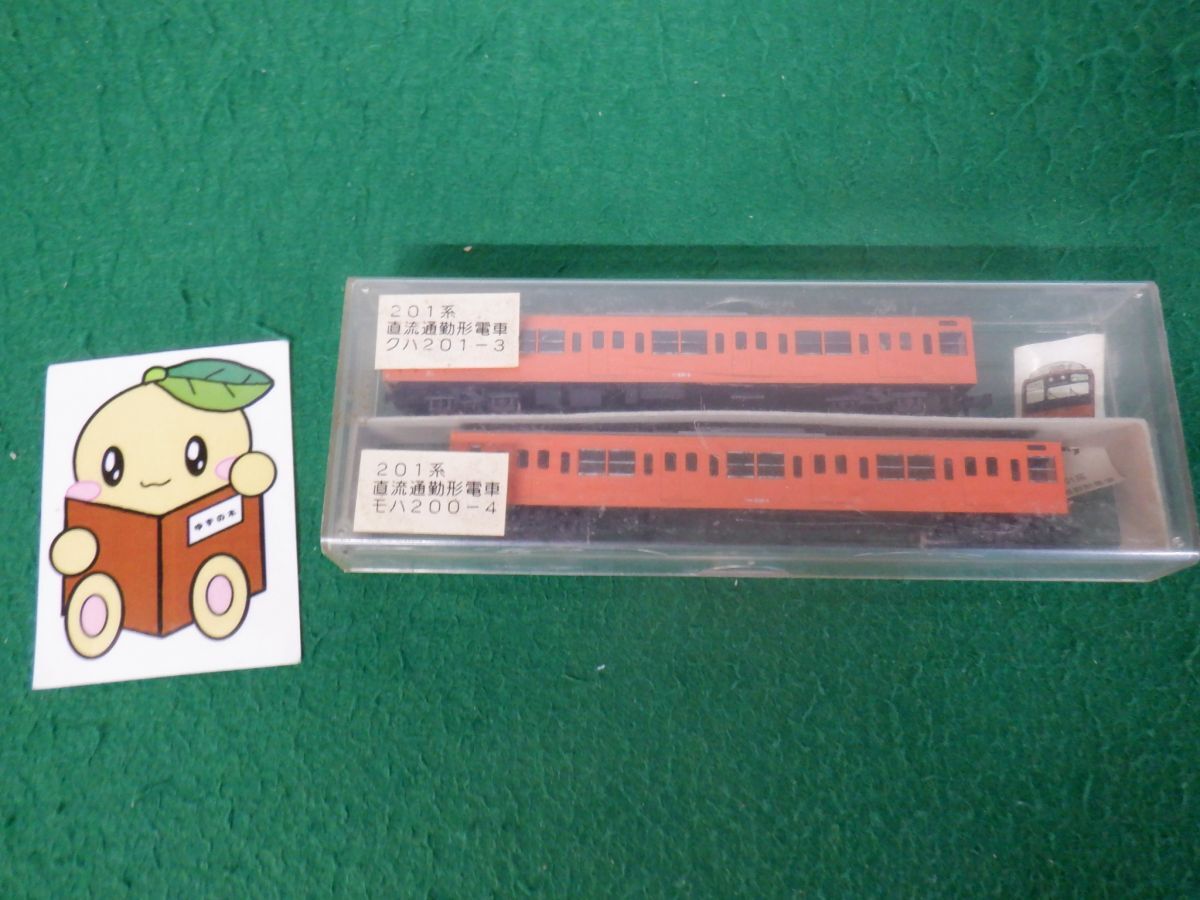 201系
直流通勤形電車
クハ201-3
201系
直流通勤形電車
モハ200-4
ゆずの木